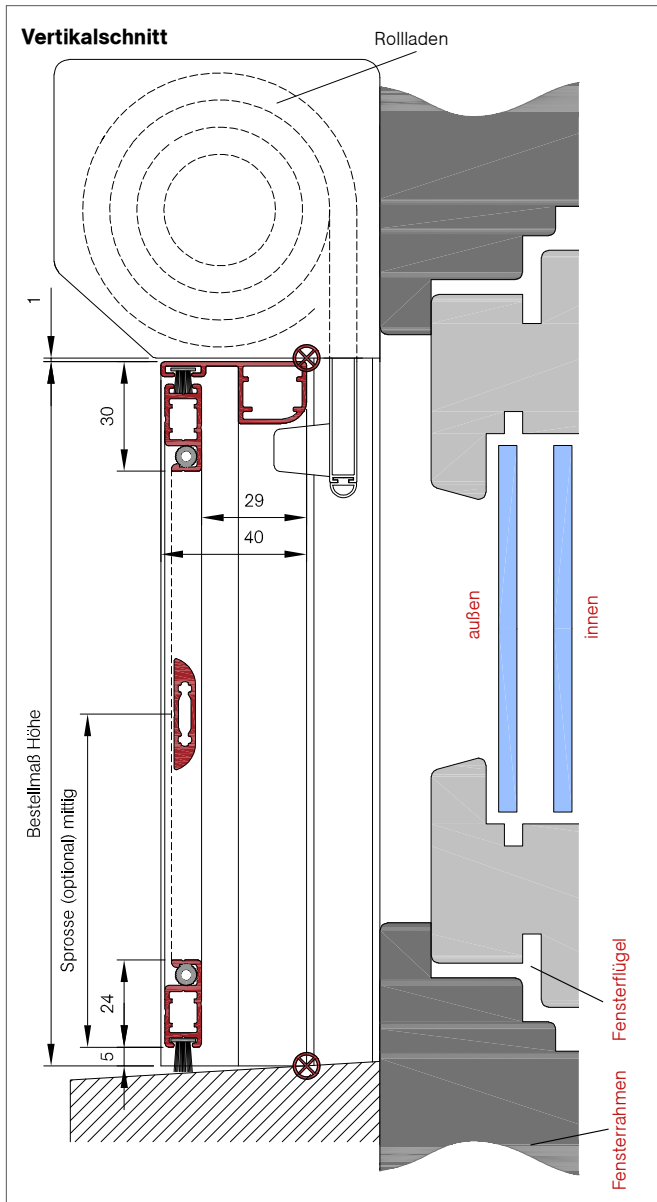 Vertikalschnitt
Rollladen
1
30
29
40
außen
innen
Bestellmaß Höhe
Sprosse (optional) mittig
24
5
Fensterflügel
Fensterrahmen